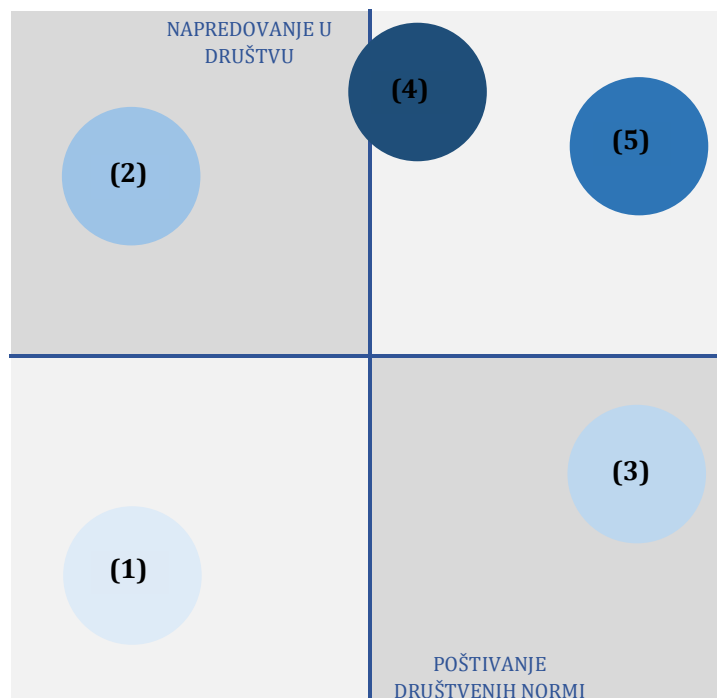 NAPREDOVANJE U
DRUŠTVU
(4)
(5)
(2)
(3)
(1)
POŠTIVANJE
DRUŠTVENIH NORMI